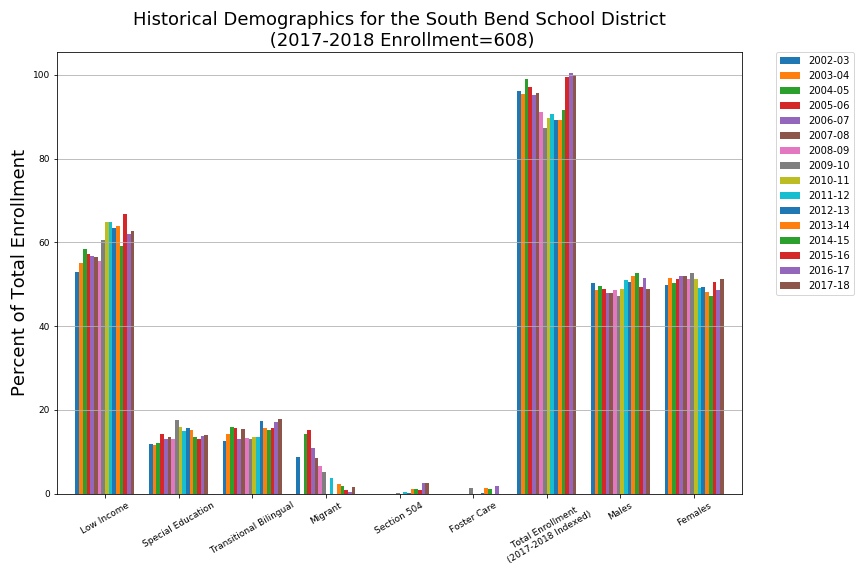 Historical Demographics for the South Bend School District
(2017-2018 Enrollment=608)
Percent of Total Enrollment
100
80
60
40
20
0
Low Income
Special Education
Transitional Bilingual
Migrant
Section 504
Foster Care
Total Enrollment
(2017-2018 Indexed)
Males
Females
2002-03
2003-04
2004-05
2005-06
2006-07
2007-08
2008-09
2009-10
2010-11
2011-12
2012-13
2013-14
2014-15
2015-16
2016-17
2017-18